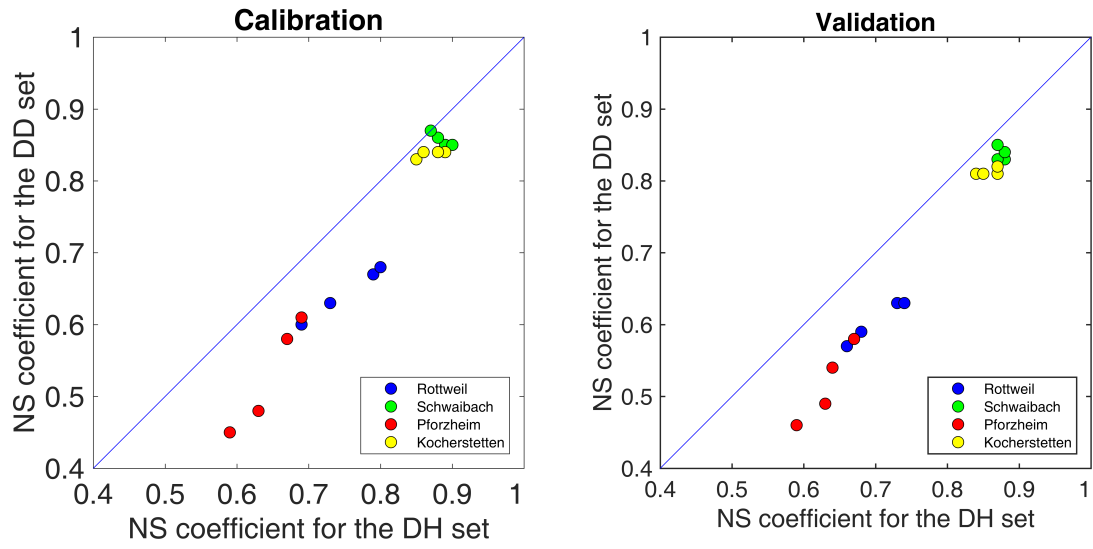 Calibration
NS coefficient for the DD set
1
0.9
0.8
0.7
0.6
0.5
0.4
0.4 0.5 0.6 0.7 0.8 0.9 1
NS coefficient for the DH set
Rottweil
Schwaibach
Pforzheim
Kocherstetten
Validation
NS coefficient for the DD set
1
0.9
0.8
0.7
0.6
0.5
0.4
0.4 0.5 0.6 0.7 0.8 0.9 1
NS coefficient for the DH set
Rottweil
Schwaibach
Pforzheim
Kocherstetten